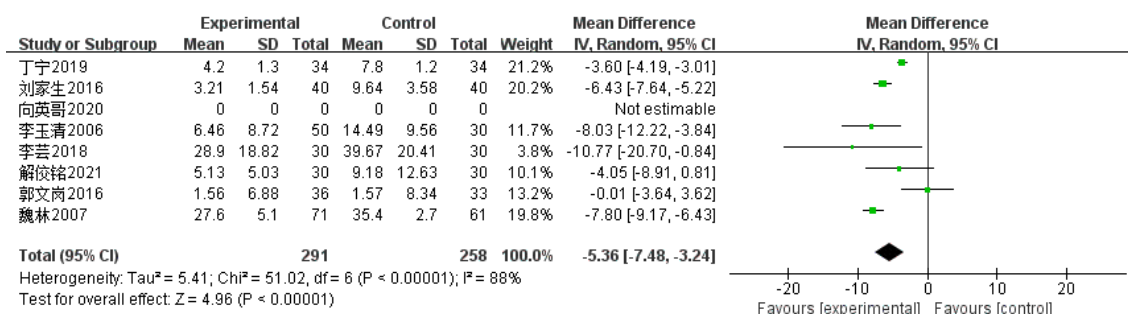 Experimental Control Mean Difference Mean Difference
Study or Subgroup Mean SD Total Mean SD Total Weight IV, Random, 95% CI IV, Random, 95% CI
丁宁2019 4.2 1.3 34 7.8 1.2 34 21.2% -3.60 [-4.19, -3.01]
刘家生2016 3.21 1.54 40 9.64 3.58 40 20.2% -6.43 [-7.64, -5.22]
向英哥2020 0 0 0 0 0 0 Not estimable
李玉清2006 6.46 8.72 50 14.49 9.56 30 11.7% -8.03 [-12.22, -3.84]
李芸2018 28.9 18.82 30 39.67 20.41 30 3.8% -10.77 [-20.70, -0.84]
解佼铭2021 5.13 5.03 30 9.18 12.63 30 10.1% -4.05 [-8.91, 0.81]
郭文岗2016 1.56 6.88 36 1.57 8.34 33 13.2% -0.01 [-3.64, 3.62]
魏林2007 27.6 5.1 71 35.4 2.7 61 19.8% -7.80 [-9.17, -6.43]
Total (95% CI) 291 258 100.0% -5.36 [-7.48, -3.24]
Heterogeneity: Tau² = 5.41; Chi² = 51.02, df = 6 (P < 0.00001); I² = 88%
Test for overall effect: Z = 4.96 (P < 0.00001)
-20 -10 0 10 20
Favours [experimental] Favours [control]